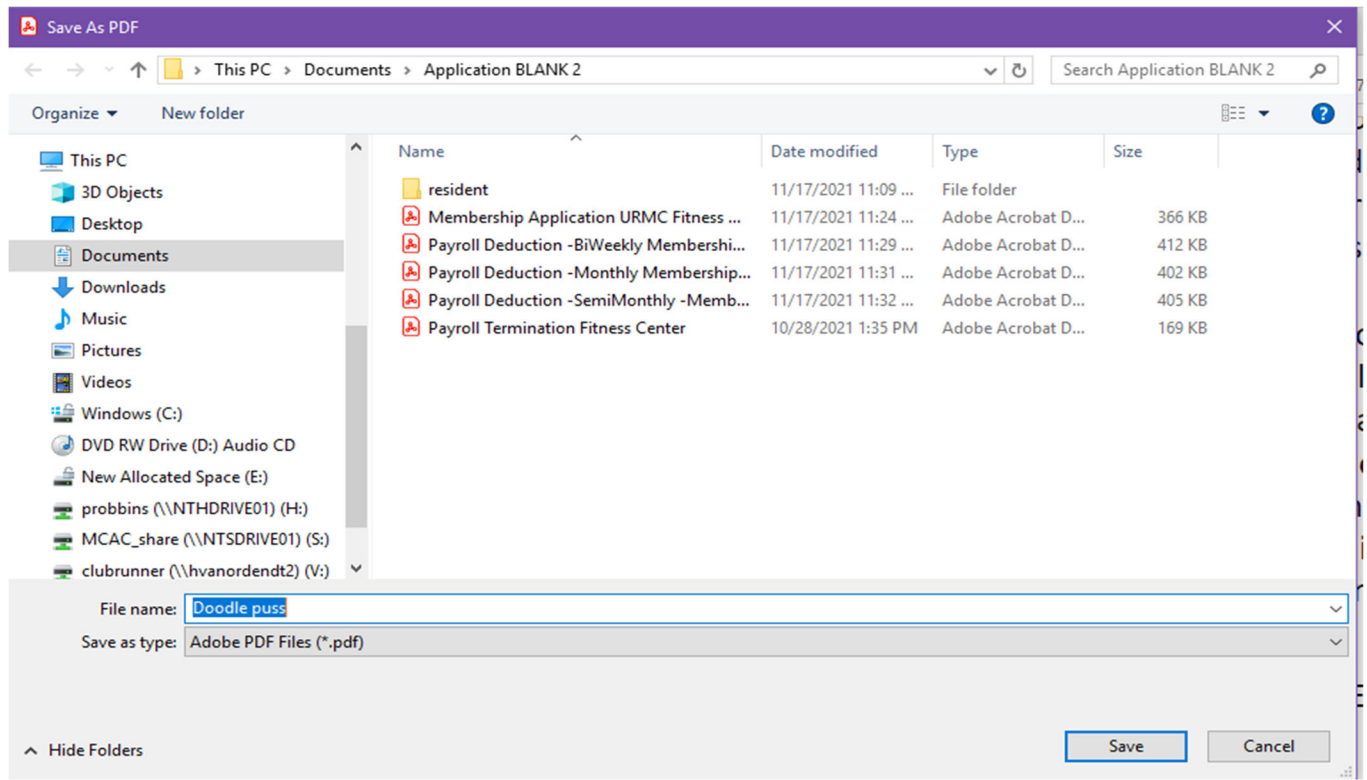 Save As PDF
This PC > Documents > Application BLANK 2
Search Application BLANK 2
Organize
New folder
Name Date modified Type Size
This PC
3D Objects
Desktop
Documents
Downloads
Music
Pictures
Videos
Windows (C:)
DVD RW Drive (D:) Audio CD
New Allocated Space (E:)
probbins (\\NTHDRIVE01) (H:)
MCAC_share (\\NTSDRIVE01) (S:)
clubrunner (\\hvanordendt2) (V:)
resident 11/17/2021 11:09 ... File folder
Membership Application URMC Fitness ... 11/17/2021 11:24 ... Adobe Acrobat D... 366 KB
Payroll Deduction -BiWeekly Membershi... 11/17/2021 11:29 ... Adobe Acrobat D... 412 KB
Payroll Deduction -Monthly Membership... 11/17/2021 11:31 ... Adobe Acrobat D... 402 KB
Payroll Deduction -SemiMonthly -Memb... 11/17/2021 11:32 ... Adobe Acrobat D... 405 KB
Payroll Termination Fitness Center 10/28/2021 1:35 PM Adobe Acrobat D... 169 KB
File name: Doodle puss
Save as type: Adobe PDF Files (*.pdf)
Hide Folders
Save
Cancel